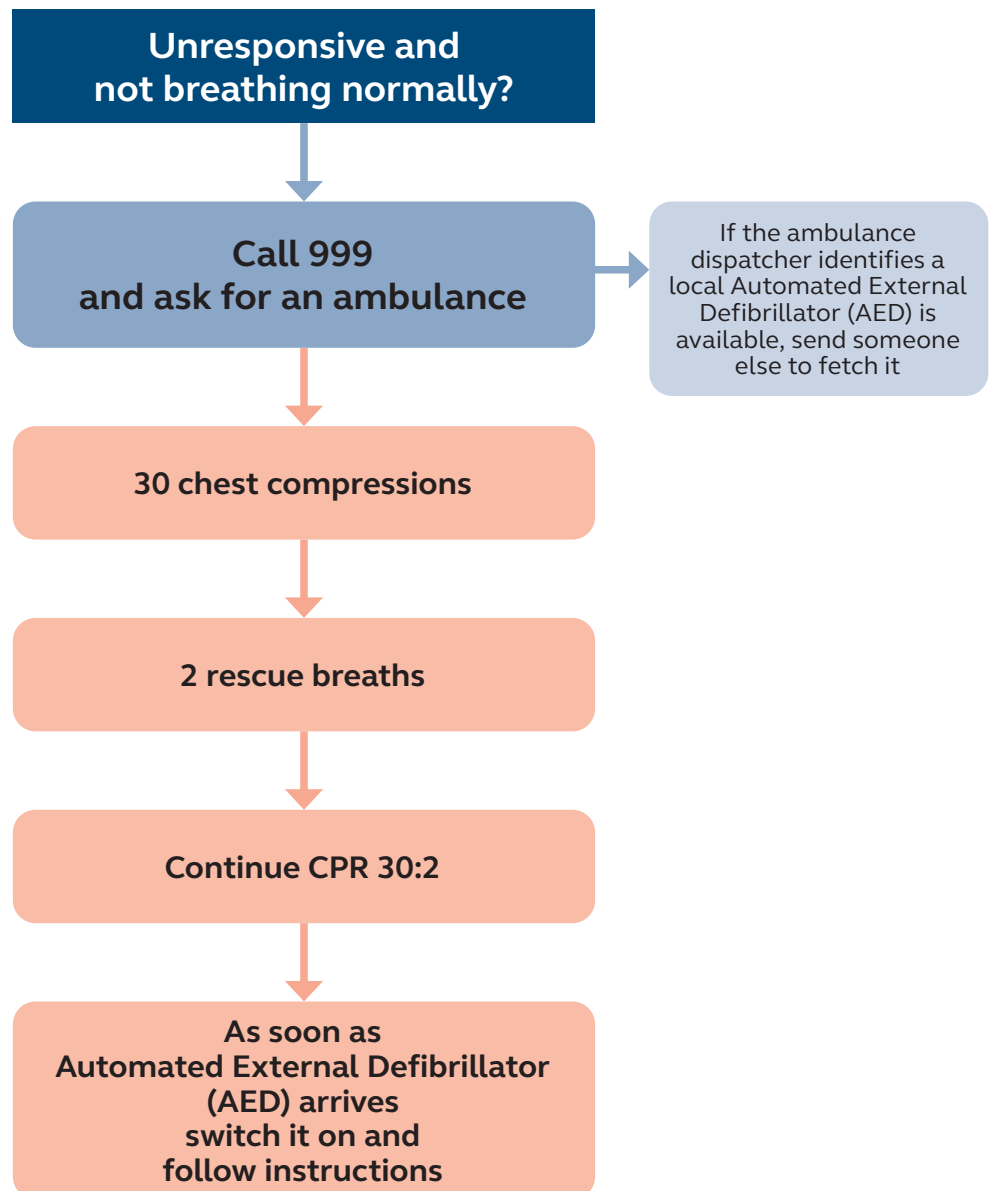 Unresponsive and
not breathing normally?
Call 999
and ask for an ambulance
If the ambulance
dispatcher identifies a
local Automated External
Defibrillator (AED) is
available, send someone
else to fetch it
30 chest compressions
2 rescue breaths
Continue CPR 30:2
As soon as
Automated External Defibrillator
(AED) arrives
switch it on and
follow instructions